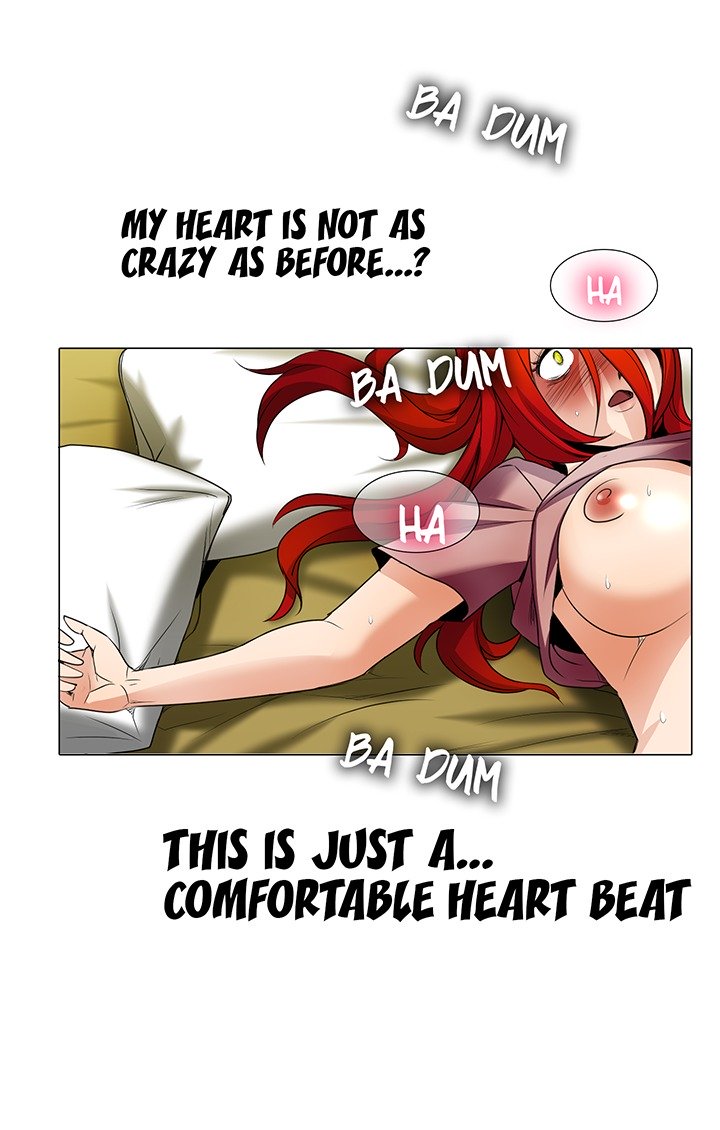 BA DUM
MY HEART IS NOT AS
CRAZY AS BEFORE...?
HA
BA DUM
HA
BA DUM
THIS IS JUST A...
COMFORTABLE HEART BEAT